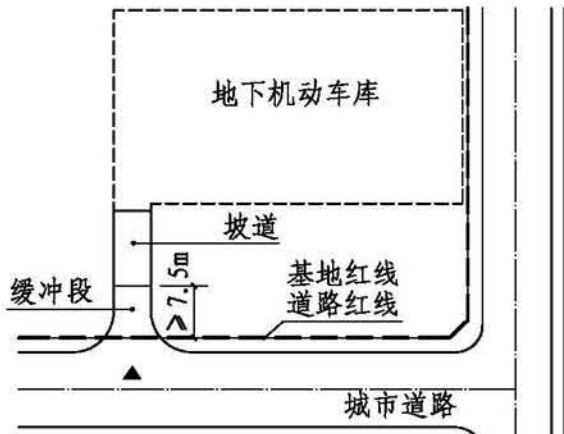 地下机动车库
坡道
缓冲段
≥7.5m
基地红线
道路红线
城市道路